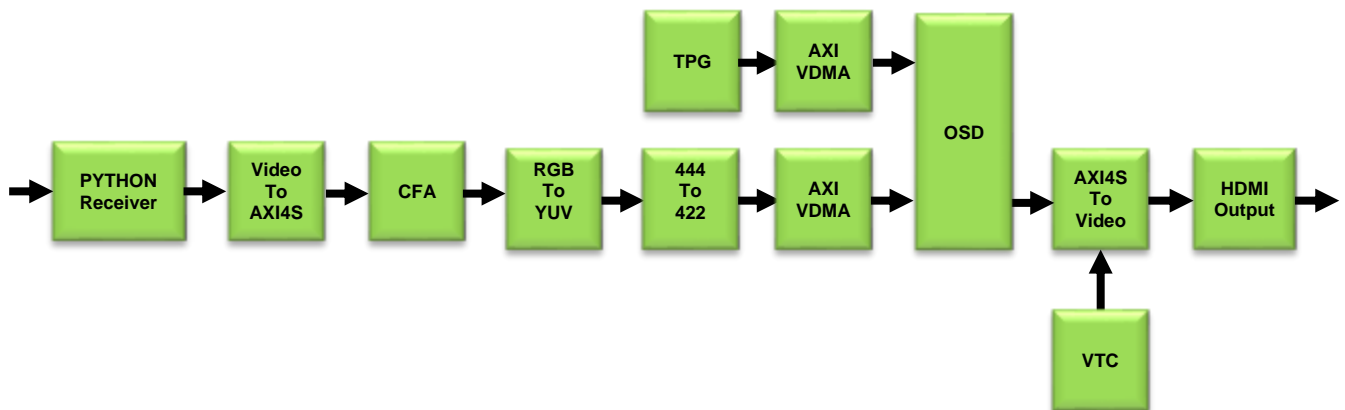 TPG
AXI
VDMA
OSD
PYTHON
Receiver
Video
To
AXI4S
CFA
RGB
To
YUV
444
To
422
AXI
VDMA
AXI4S
To
Video
HDMI
Output
VTC